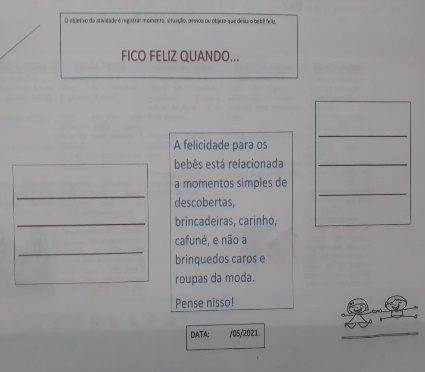 O objetivo da atividade é registrar momento, situação, pessoa ou objeto que deixa o bebê feliz.
FICO FELIZ QUANDO...
A felicidade para os
bebês está relacionada
a momentos simples de
descobertas,
brincadeiras, carinho,
cafuné, e não a
brinquedos caros e
roupas da moda.
Pense nisso!
DATA: /05/2021.